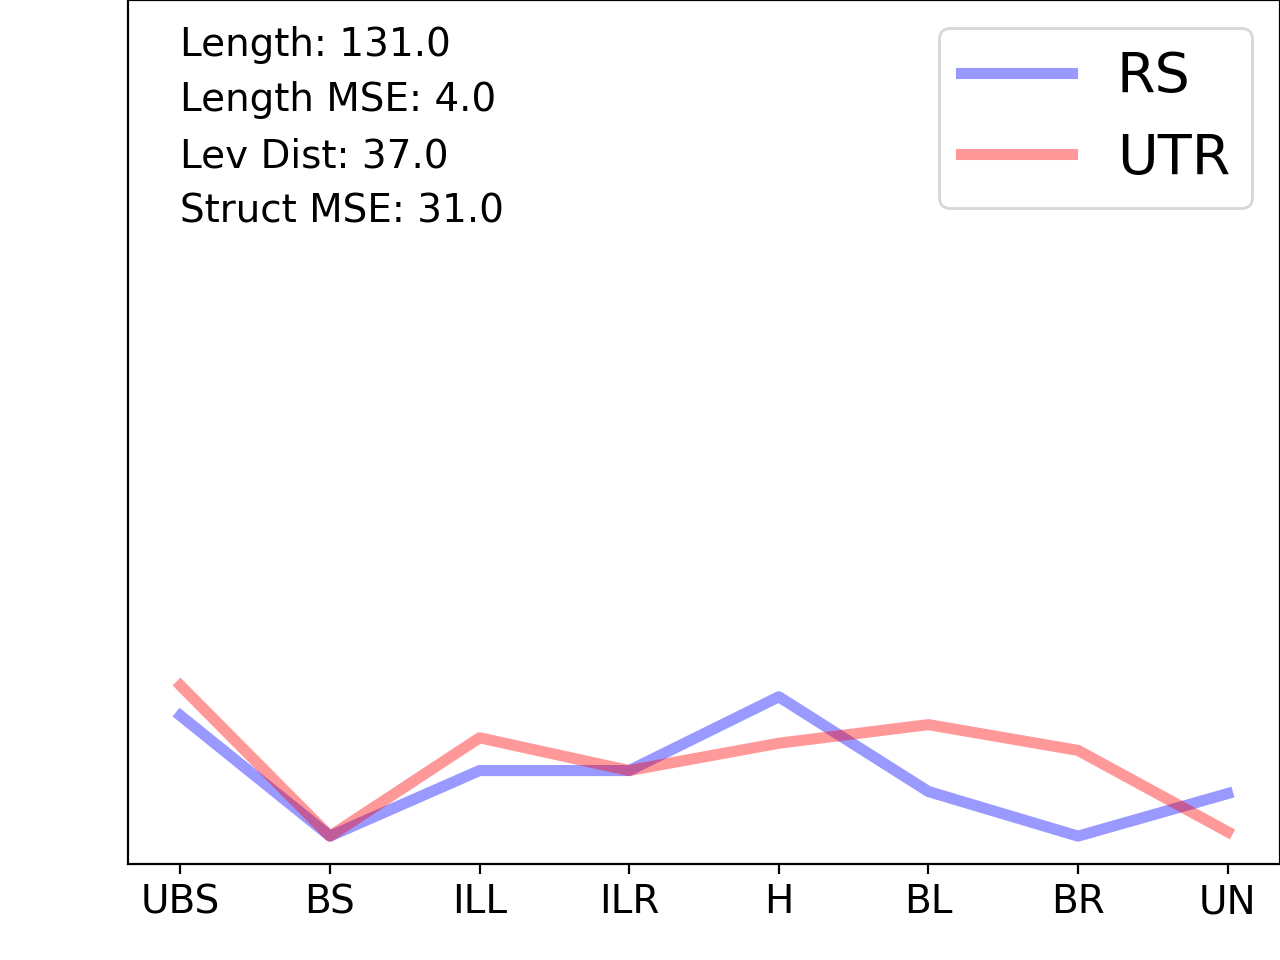 Length: 131.0
Length MSE: 4.0
Lev Dist: 37.0
Struct MSE: 31.0
RS
UTR
UBS BS ILL ILR H BL BR UN